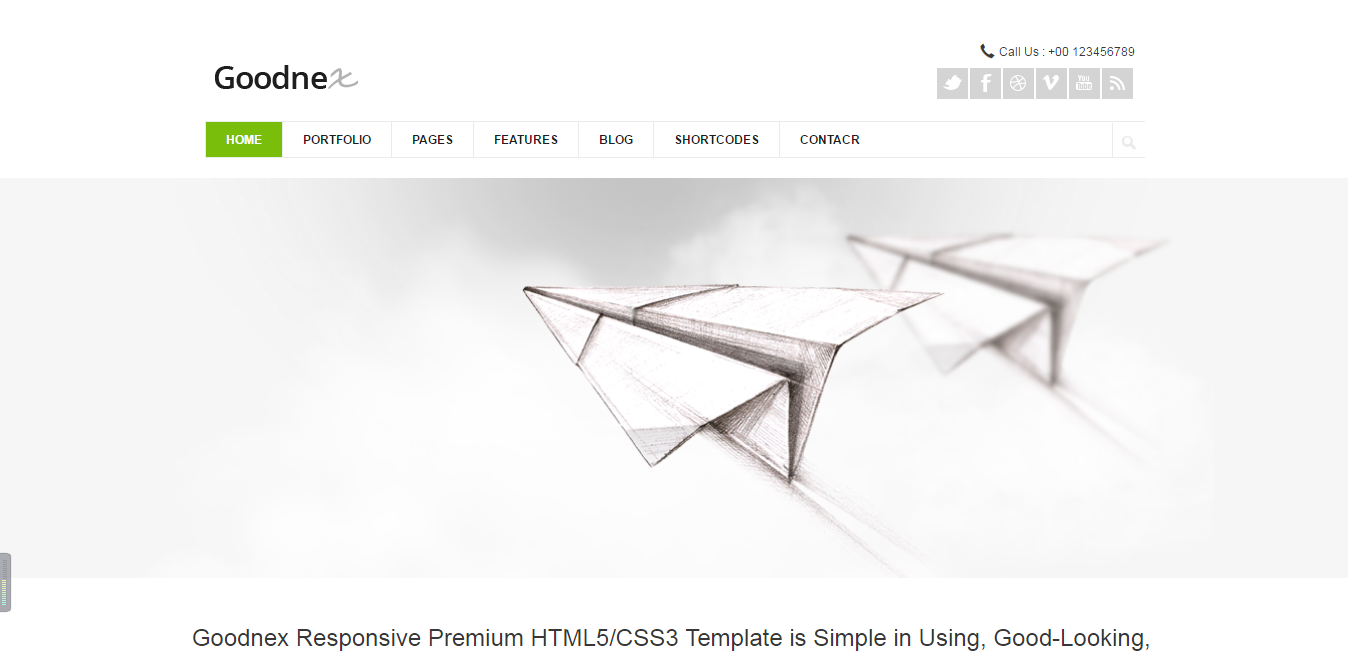 Call Us : +00 123456789
Goodnex
You
Tube
HOME PORTFOLIO PAGES FEATURES BLOG SHORTCODES CONTACR
Goodnex Responsive Premium HTML5/CSS3 Template is Simple in Using, Good-Looking,